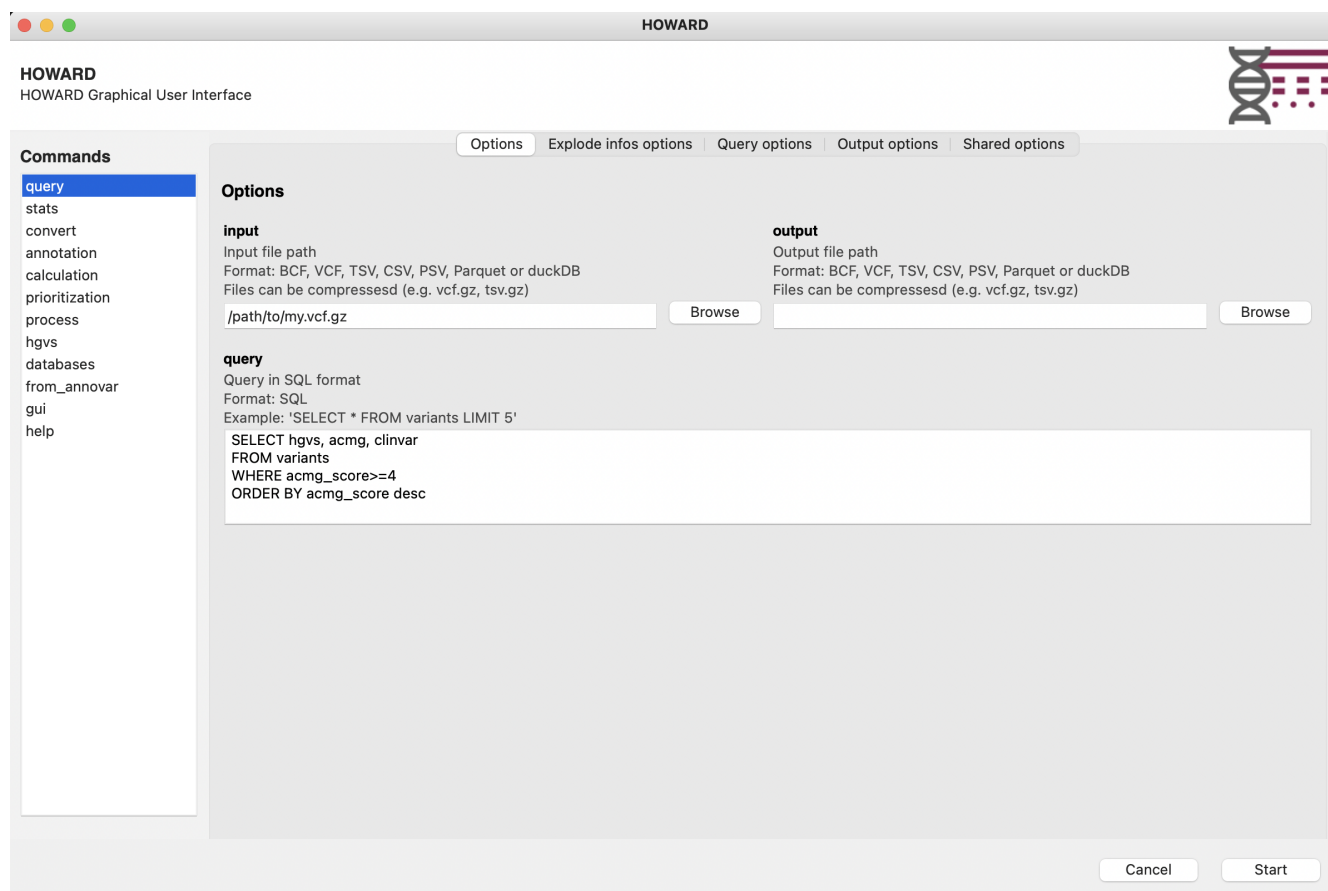 HOWARD
HOWARD
HOWARD Graphical User Interface
Commands
query
stats
convert
annotation
calculation
prioritization
process
hgvs
databases
from_annovar
gui
help
Options
Explode infos options
Query options
Output options
Shared options
Options
input
Input file path
Format: BCF, VCF, TSV, CSV, PSV, Parquet or duckDB
Files can be compressesd (e.g. vcf.gz, tsv.gz)
/path/to/my.vcf.gz
Browse
output
Output file path
Format: BCF, VCF, TSV, CSV, PSV, Parquet or duckDB
Files can be compressesd (e.g. vcf.gz, tsv.gz)
Browse
query
Query in SQL format
Format: SQL
Example: 'SELECT * FROM variants LIMIT 5'
SELECT hgvs, acmg, clinvar
FROM variants
WHERE acmg_score>=4
ORDER BY acmg_score desc
Cancel
Start